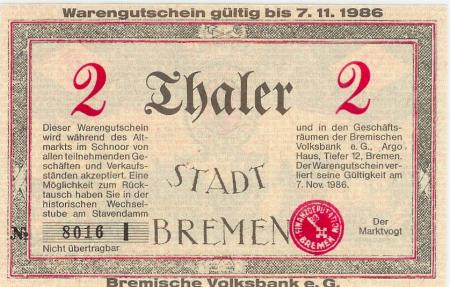 Warengutschein gültig bis 7. 11. 1986
2 Thaler 2
Dieser Warengutschein
wird während des Alt-
markts im Schnoor von
allen teilnehmenden Ge-
schäften und Verkaufs-
ständen akzeptiert. Eine
Möglichkeit zum Rück-
tausch haben Sie in der
historischen Wechsel-
stube am Stavendamm
und in den Geschäfts-
räumen der Bremischen
Volksbank e. G., Argo
Haus, Tiefer 12, Bremen.
Der Warengutschein ver-
liert seine Gültigkeit am
7. Nov. 1986.
STADT
BREMEN
№ 8016 I
Nicht übertragbar
FINANZDEPUTATION
BREMEN
Der
Marktvogt
Bremische Volksbank e. G.